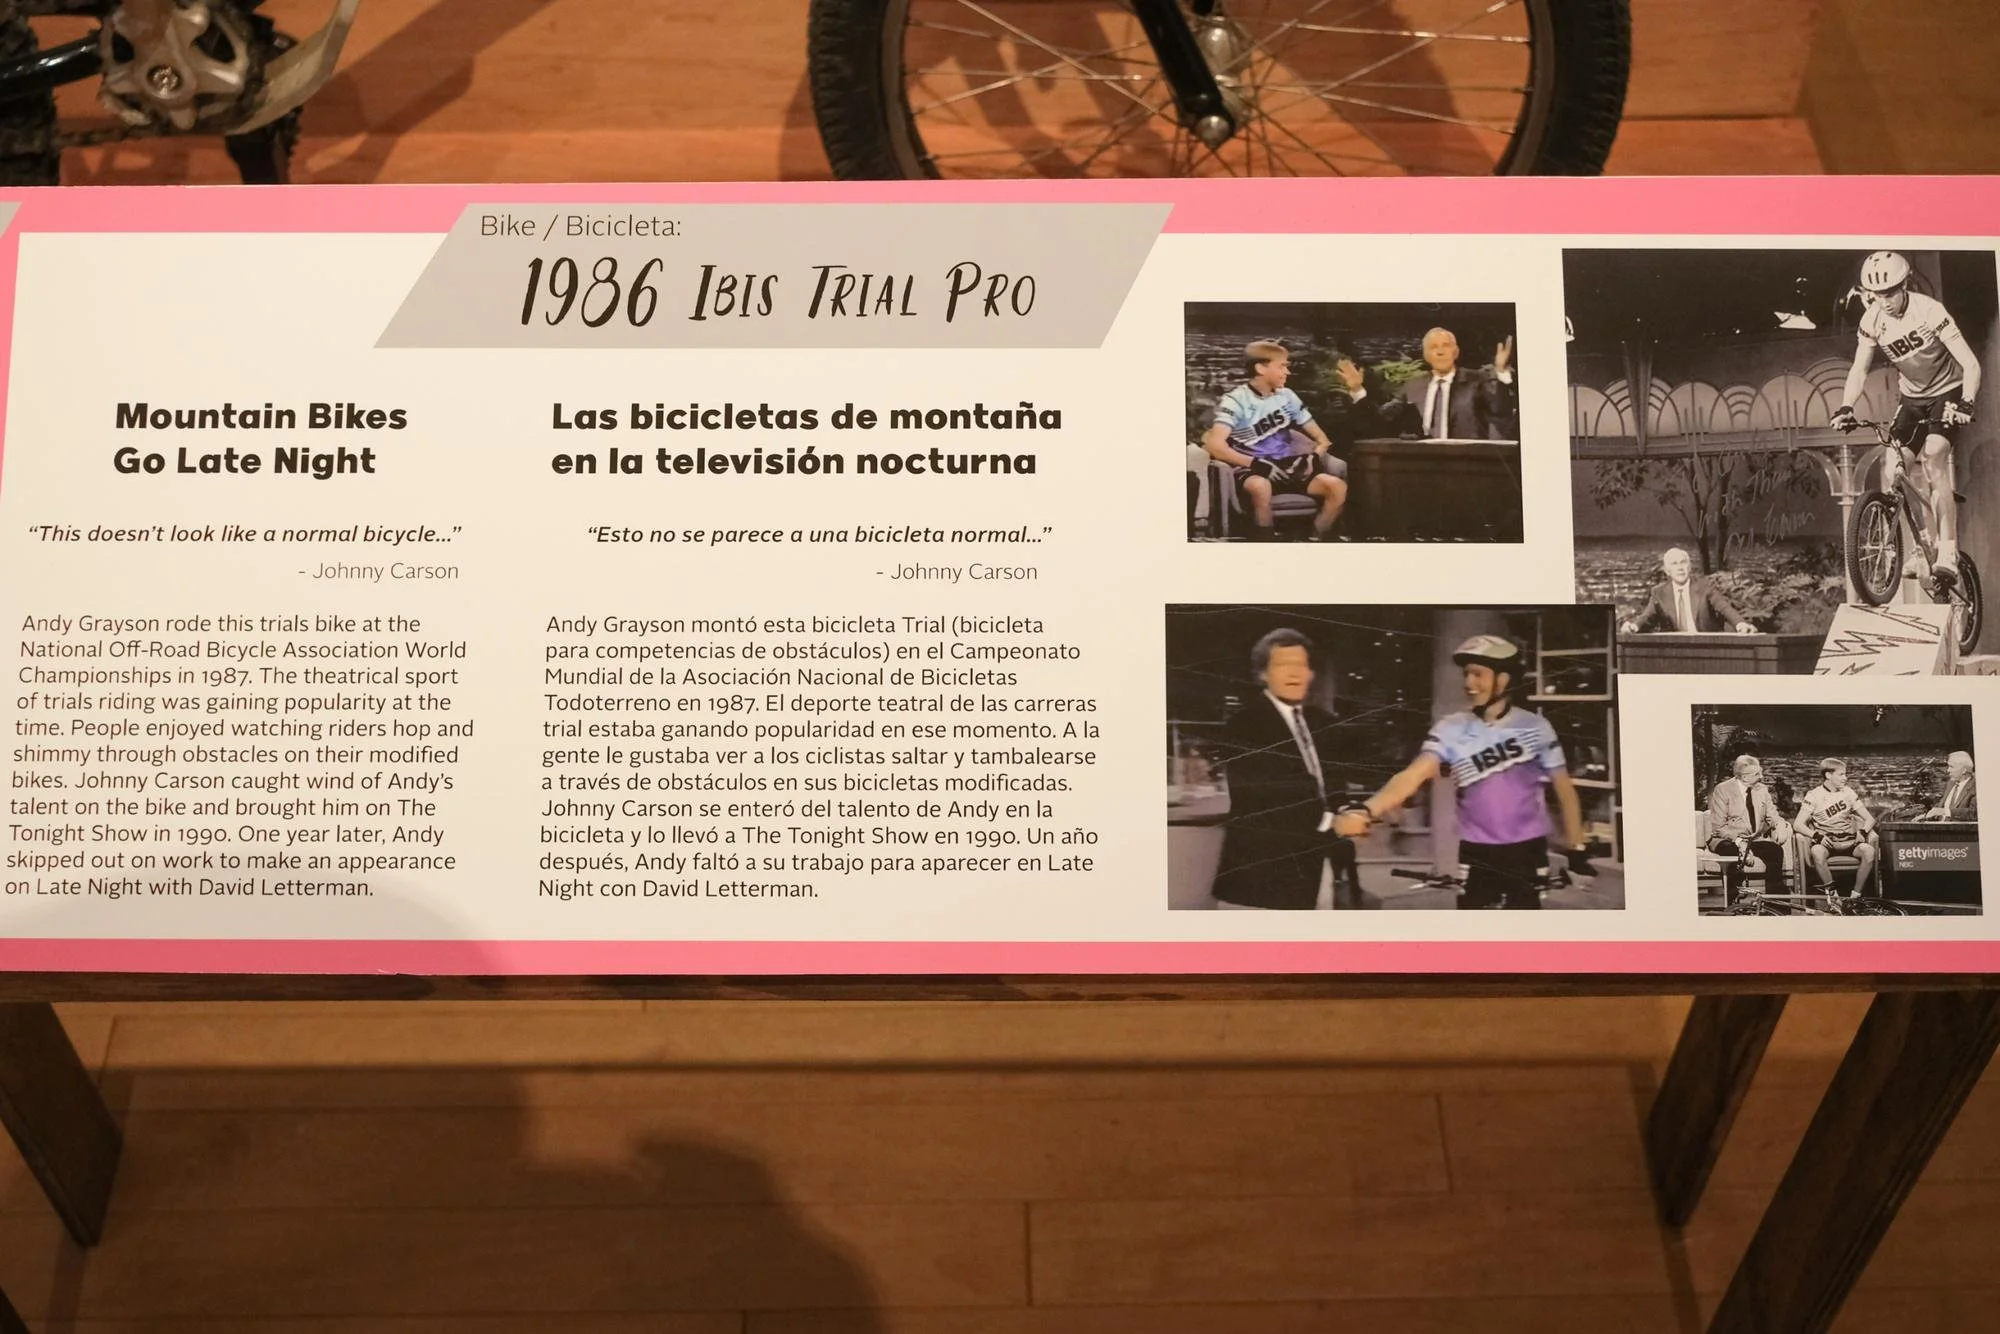 Bike / Bicicleta:
1986 IBIS TRIAL PRO
Mountain Bikes
Go Late Night
“This doesn’t look like a normal bicycle...”
- Johnny Carson
Andy Grayson rode this trials bike at the
National Off-Road Bicycle Association World
Championships in 1987. The theatrical sport
of trials riding was gaining popularity at the
time. People enjoyed watching riders hop and
shimmy through obstacles on their modified
bikes. Johnny Carson caught wind of Andy’s
talent on the bike and brought him on The
Tonight Show in 1990. One year later, Andy
skipped out on work to make an appearance
on Late Night with David Letterman.
Las bicicletas de montaña
en la televisión nocturna
“Esto no se parece a una bicicleta normal...”
- Johnny Carson
Andy Grayson montó esta bicicleta Trial (bicicleta
para competencias de obstáculos) en el Campeonato
Mundial de la Asociación Nacional de Bicicletas
Todoterreno en 1987. El deporte teatral de las carreras
trial estaba ganando popularidad en ese momento. A la
gente le gustaba ver a los ciclistas saltar y tambalearse
a través de obstáculos en sus bicicletas modificadas.
Johnny Carson se enteró del talento de Andy en la
bicicleta y lo llevó a The Tonight Show en 1990. Un año
después, Andy faltó a su trabajo para aparecer en Late
Night con David Letterman.
IBIS
IBIS
IBIS
IBIS
gettyimages
NBC